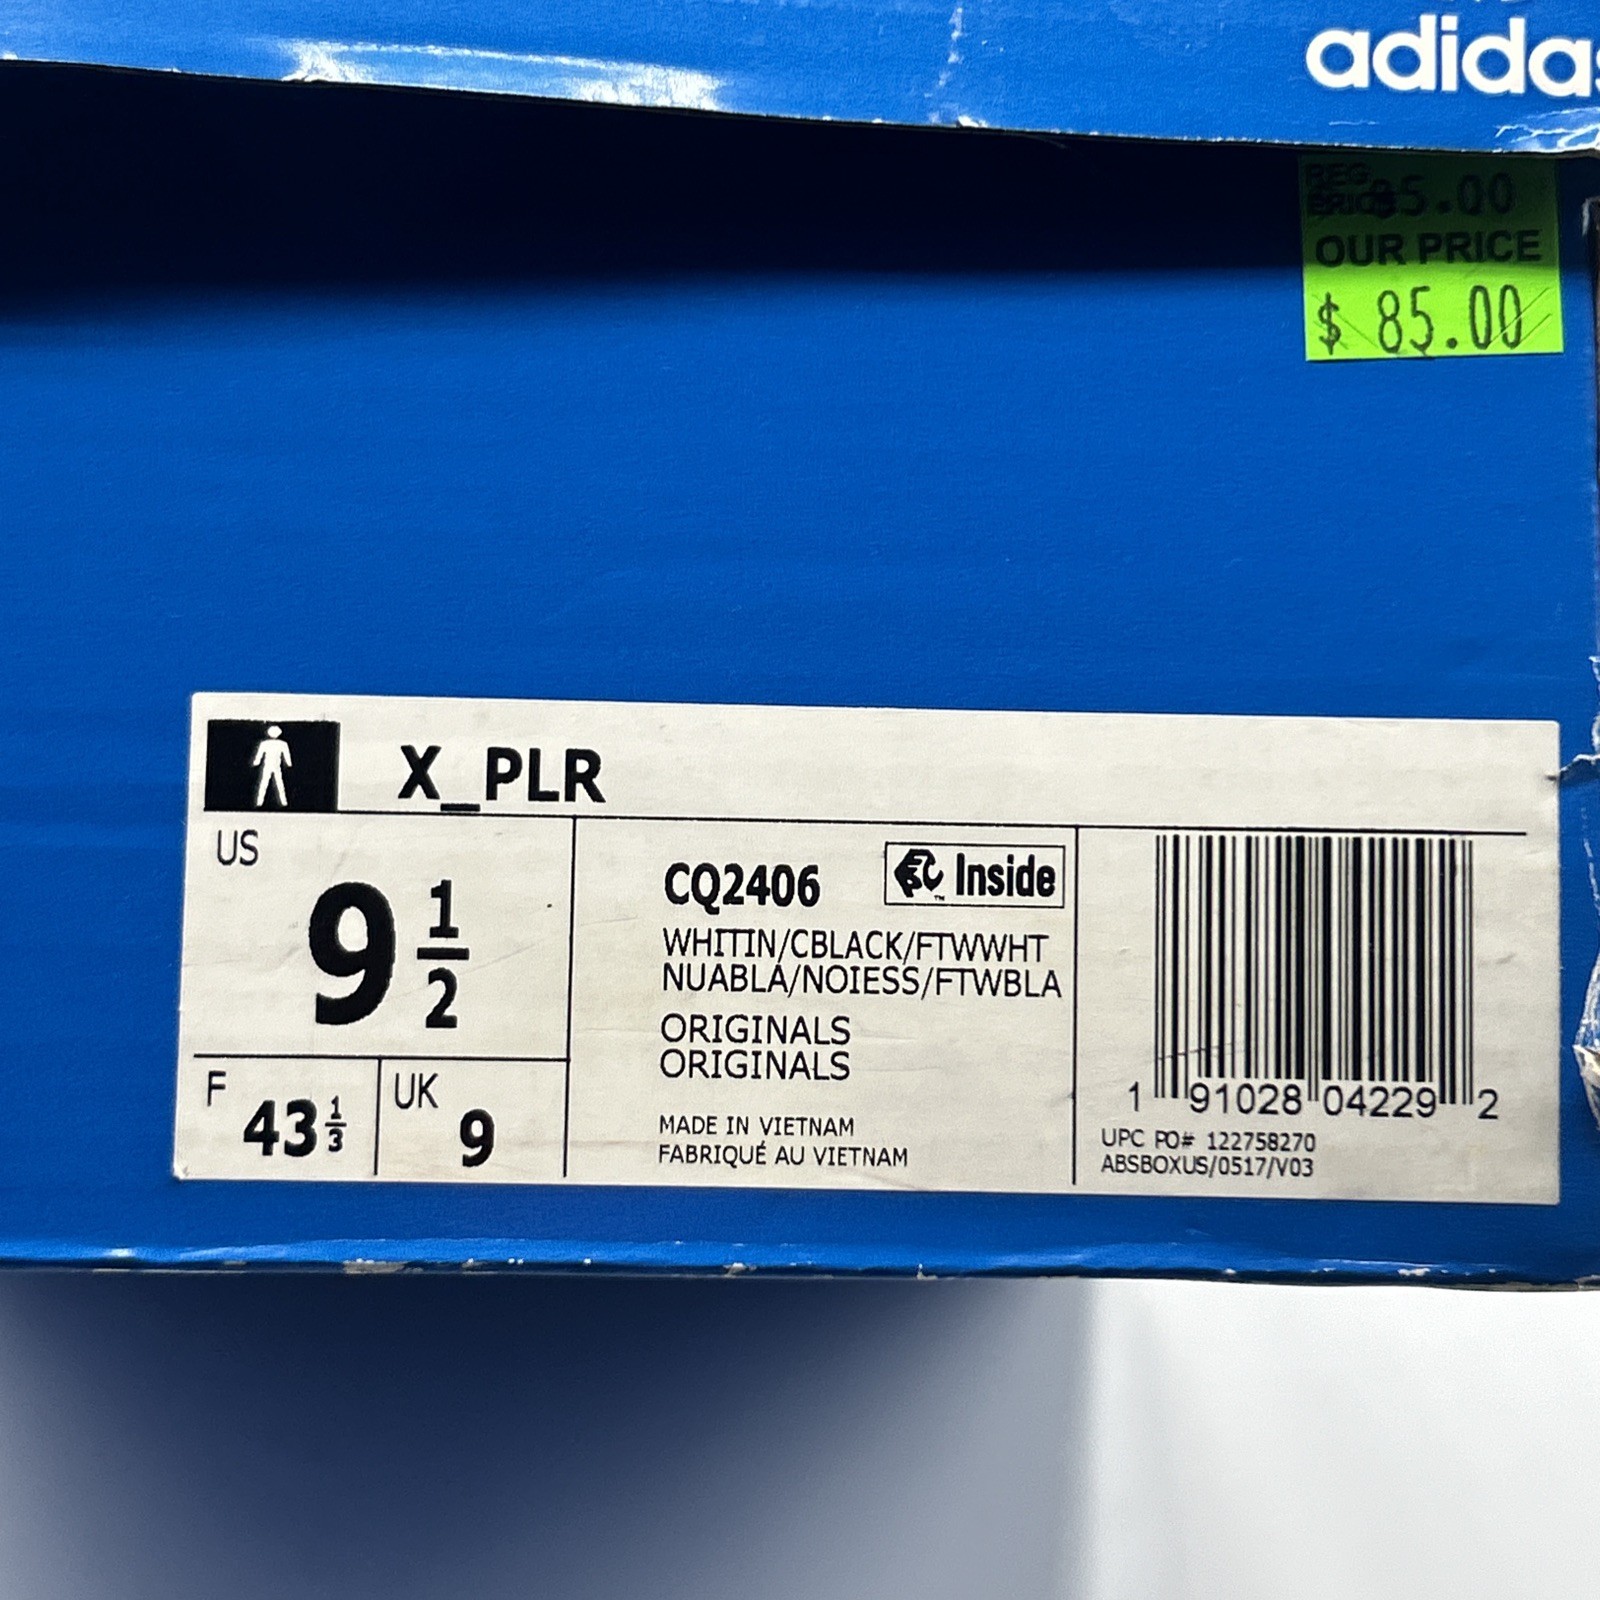 adidas
REG.
PRICE 85.00
OUR PRICE
$ 85.00
X_PLR
US
9 1/2
F
43 1/3
UK
9
CQ2406
Inside
WHITIN/CBLACK/FTWWHT
NUABLA/NOIESS/FTWBLA
ORIGINALS
ORIGINALS
MADE IN VIETNAM
FABRIQUÉ AU VIETNAM
1 91028 04229 2
UPC PO# 122758270
ABSBOXUS/0517/V03